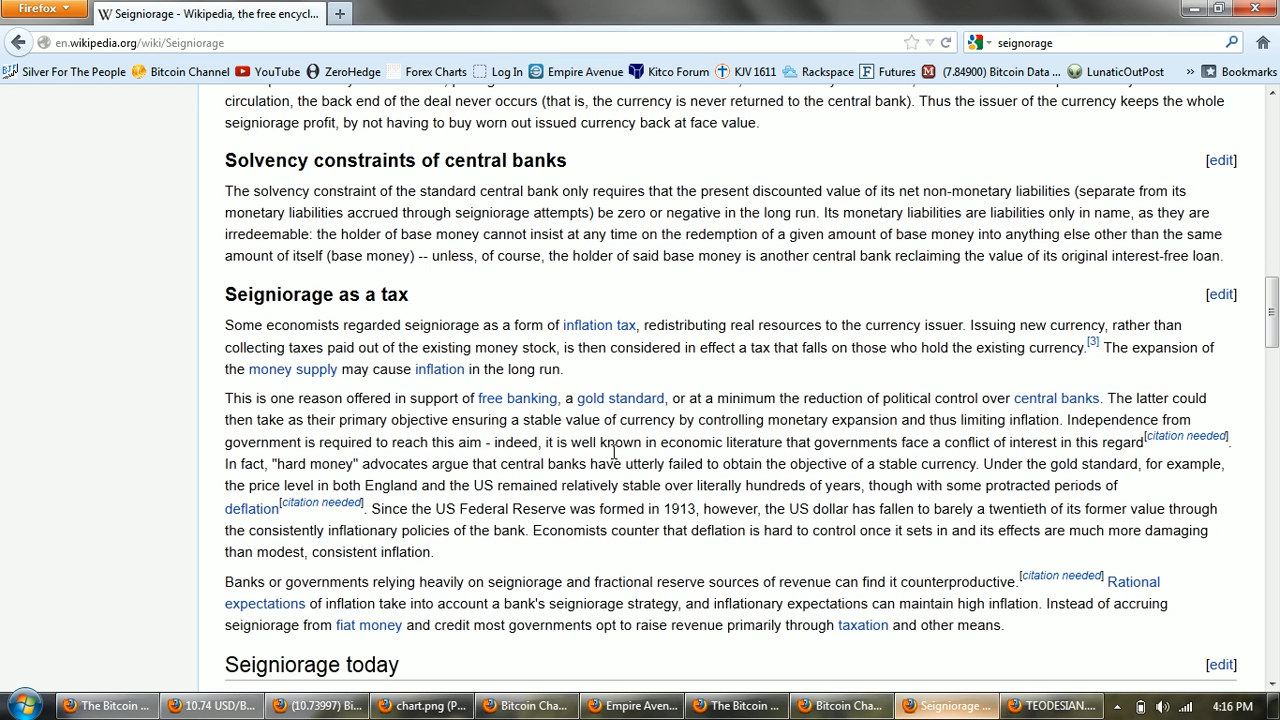 Firefox
W Seigniorage - Wikipedia, the free encycl...
en.wikipedia.org/wiki/Seigniorage
seignorage
Silver For The People
Bitcoin Channel
YouTube
ZeroHedge
Forex Charts
Log In
Empire Avenue
Kitco Forum
KJV 1611
Rackspace
Futures
(7.84900) Bitcoin Data ...
LunaticOutPost
»
Bookmarks
circulation, the back end of the deal never occurs (that is, the currency is never returned to the central bank). Thus the issuer of the currency keeps the whole
seigniorage profit, by not having to buy worn out issued currency back at face value.
Solvency constraints of central banks [edit]
The solvency constraint of the standard central bank only requires that the present discounted value of its net non-monetary liabilities (separate from its
monetary liabilities accrued through seigniorage attempts) be zero or negative in the long run. Its monetary liabilities are liabilities only in name, as they are
irredeemable: the holder of base money cannot insist at any time on the redemption of a given amount of base money into anything else other than the same
amount of itself (base money) -- unless, of course, the holder of said base money is another central bank reclaiming the value of its original interest-free loan.
Seigniorage as a tax [edit]
Some economists regarded seigniorage as a form of inflation tax, redistributing real resources to the currency issuer. Issuing new currency, rather than
collecting taxes paid out of the existing money stock, is then considered in effect a tax that falls on those who hold the existing currency.[3] The expansion of
the money supply may cause inflation in the long run.
This is one reason offered in support of free banking, a gold standard, or at a minimum the reduction of political control over central banks. The latter could
then take as their primary objective ensuring a stable value of currency by controlling monetary expansion and thus limiting inflation. Independence from
government is required to reach this aim - indeed, it is well known in economic literature that governments face a conflict of interest in this regard[citation needed].
In fact, "hard money" advocates argue that central banks have utterly failed to obtain the objective of a stable currency. Under the gold standard, for example,
the price level in both England and the US remained relatively stable over literally hundreds of years, though with some protracted periods of
deflation[citation needed]. Since the US Federal Reserve was formed in 1913, however, the US dollar has fallen to barely a twentieth of its former value through
the consistently inflationary policies of the bank. Economists counter that deflation is hard to control once it sets in and its effects are much more damaging
than modest, consistent inflation.
Banks or governments relying heavily on seigniorage and fractional reserve sources of revenue can find it counterproductive.[citation needed] Rational
expectations of inflation take into account a bank's seigniorage strategy, and inflationary expectations can maintain high inflation. Instead of accruing
seigniorage from fiat money and credit most governments opt to raise revenue primarily through taxation and other means.
Seigniorage today [edit]
The Bitcoin ...
10.74 USD/B...
(10.73997) Bi...
chart.png (P...
Bitcoin Cha...
Empire Aven...
The Bitcoin ...
Bitcoin Cha...
Seigniorage ...
TEODESIAN....
4:16 PM